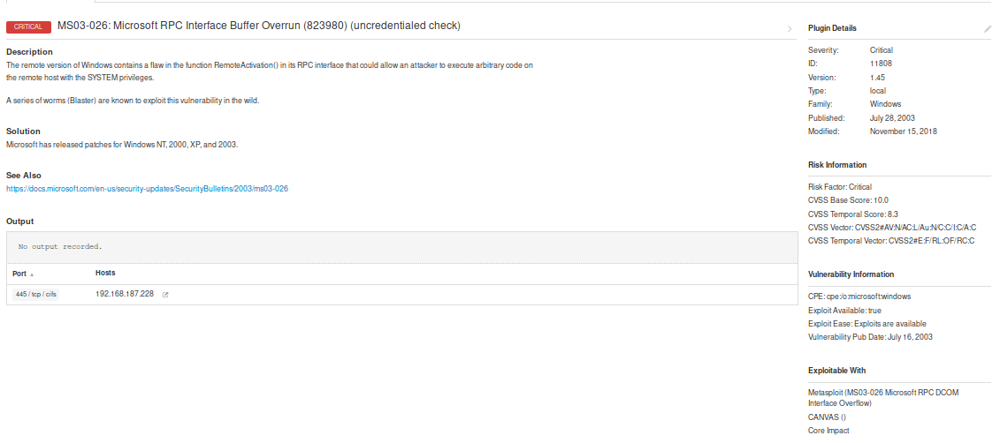 CRITICAL MS03-026: Microsoft RPC Interface Buffer Overrun (823980) (uncredentialed check)
Description
The remote version of Windows contains a flaw in the function RemoteActivation() in its RPC interface that could allow an attacker to execute arbitrary code on
the remote host with the SYSTEM privileges.
A series of worms (Blaster) are known to exploit this vulnerability in the wild.
Solution
Microsoft has released patches for Windows NT, 2000, XP, and 2003.
See Also
https://docs.microsoft.com/en-us/security-updates/SecurityBulletins/2003/ms03-026
Output
No output recorded.
Port Hosts
445 / tcp / cifs 192.168.187.228
Plugin Details
Severity: Critical
ID: 11808
Version: 1.45
Type: local
Family: Windows
Published: July 28, 2003
Modified: November 15, 2018
Risk Information
Risk Factor: Critical
CVSS Base Score: 10.0
CVSS Temporal Score: 8.3
CVSS Vector: CVSS2#AV:N/AC:L/Au:N/C:C/I:C/A:C
CVSS Temporal Vector: CVSS2#E:F/RL:OF/RC:C
Vulnerability Information
CPE: cpe:/o:microsoft:windows
Exploit Available: true
Exploit Ease: Exploits are available
Vulnerability Pub Date: July 16, 2003
Exploitable With
Metasploit (MS03-026 Microsoft RPC DCOM
Interface Overflow)
CANVAS ()
Core Impact